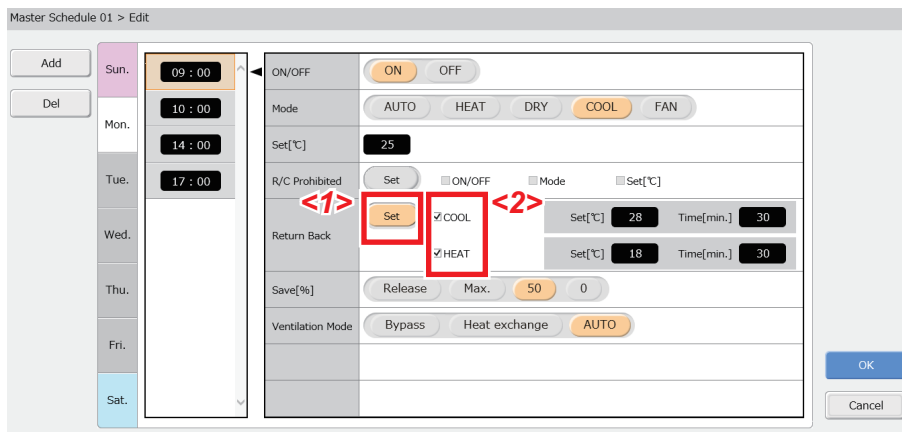 Master Schedule 01 > Edit
Add
Del
Sun.
Mon.
Tue.
Wed.
Thu.
Fri.
Sat.
09 : 00
10 : 00
14 : 00
17 : 00
ON/OFF ON OFF
Mode AUTO HEAT DRY COOL FAN
Set[℃] 25
R/C Prohibited Set ON/OFF Mode Set[℃]
<1> <2>
Return Back Set COOL Set[℃] 28 Time[min.] 30
HEAT Set[℃] 18 Time[min.] 30
Save[%] Release Max. 50 0
Ventilation Mode Bypass Heat exchange AUTO
OK
Cancel